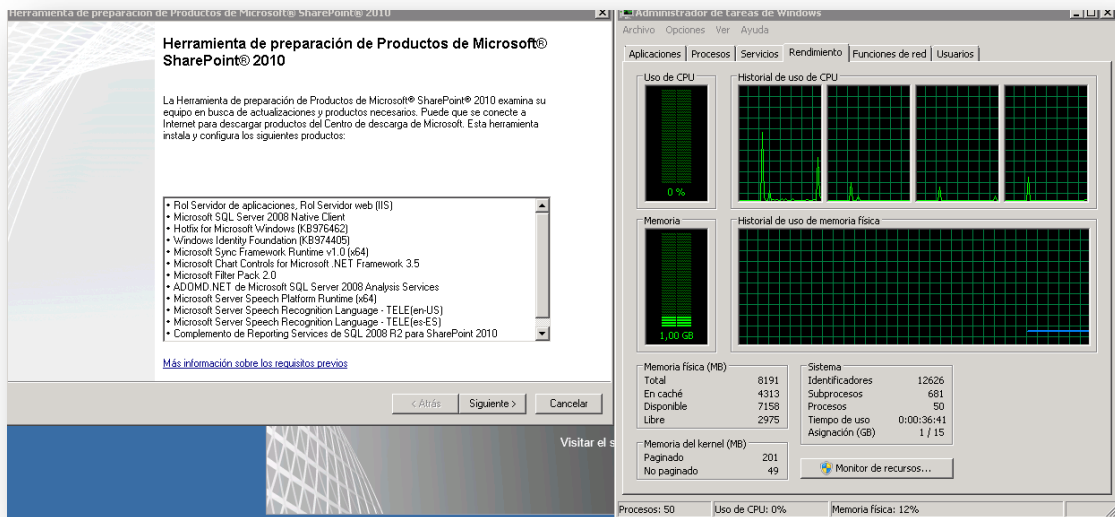 Herramienta de preparación de Productos de Microsoft® SharePoint® 2010
Herramienta de preparación de Productos de Microsoft®
SharePoint® 2010
La Herramienta de preparación de Productos de Microsoft® SharePoint® 2010 examina su
equipo en busca de actualizaciones y productos necesarios. Puede que se conecte a
Internet para descargar productos del Centro de descarga de Microsoft. Esta herramienta
instala y configura los siguientes productos:
• Rol Servidor de aplicaciones, Rol Servidor web (IIS)
• Microsoft SQL Server 2008 Native Client
• Hotfix for Microsoft Windows (KB976462)
• Windows Identity Foundation (KB974405)
• Microsoft Sync Framework Runtime v1.0 (x64)
• Microsoft Chart Controls for Microsoft .NET Framework 3.5
• Microsoft Filter Pack 2.0
• ADOMD.NET de Microsoft SQL Server 2008 Analysis Services
• Microsoft Server Speech Platform Runtime (x64)
• Microsoft Server Speech Recognition Language - TELE(en-US)
• Microsoft Server Speech Recognition Language - TELE(es-ES)
• Complemento de Reporting Services de SQL 2008 R2 para SharePoint 2010
Más información sobre los requisitos previos
< Atrás Siguiente > Cancelar
Visitar el s
Administrador de tareas de Windows
Archivo Opciones Ver Ayuda
Aplicaciones Procesos Servicios Rendimiento Funciones de red Usuarios
Uso de CPU Historial de uso de CPU
0 %
Memoria Historial de uso de memoria física
1,00 GB
Memoria física (MB)
Total 8191
En caché 4313
Disponible 7158
Libre 2975
Memoria del kernel (MB)
Paginado 201
No paginado 49
Sistema
Identificadores 12626
Subprocesos 681
Procesos 50
Tiempo de uso 0:00:36:41
Asignación (GB) 1 / 15
Monitor de recursos...
Procesos: 50 Uso de CPU: 0% Memoria física: 12%